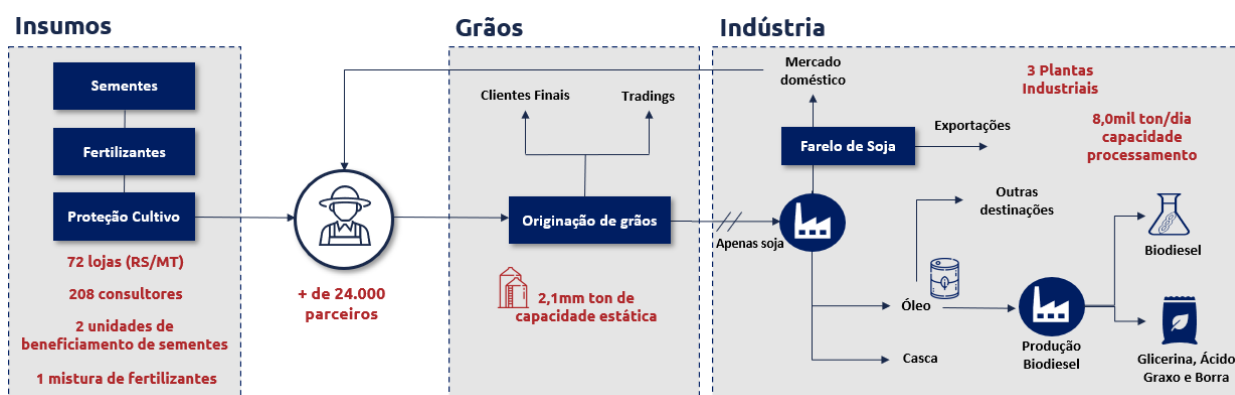 Insumos
Sementes
Fertilizantes
Proteção Cultivo
72 lojas (RS/MT)
208 consultores
2 unidades de
beneficiamento de sementes
1 mistura de fertilizantes
+ de 24.000
parceiros
Grãos
Clientes Finais
Tradings
Originação de grãos
2,1mm ton de
capacidade estática
Indústria
Mercado
doméstico
3 Plantas
Industriais
8,0mil ton/dia
capacidade
processamento
Exportações
Farelo de Soja
Apenas soja
Outras
destinações
Óleo
Casca
Produção
Biodiesel
Biodiesel
Glicerina, Ácido
Graxo e Borra